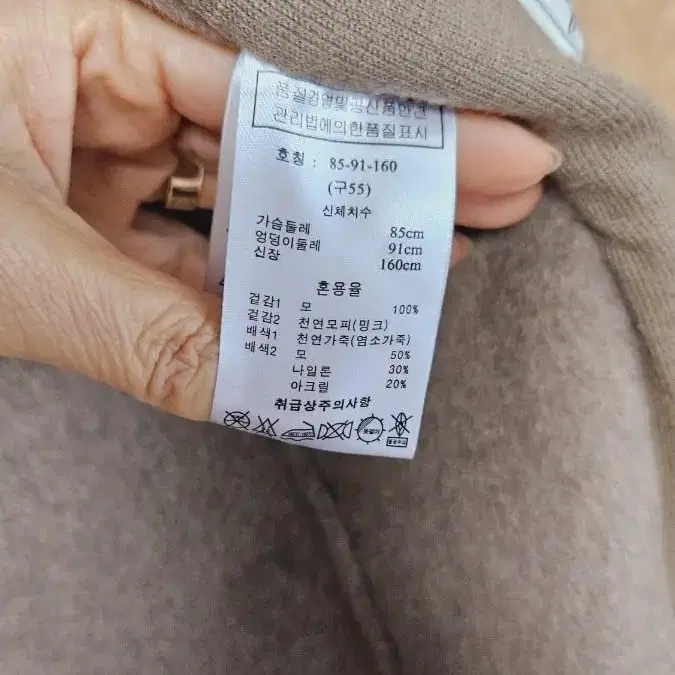 품질경영및공산품안전
관리법에의한품질표시
호칭 : 85-91-160
(구55)
신체치수
가슴둘레 85cm
엉덩이둘레 91cm
신장 160cm
혼용율
겉감1 모 100%
겉감2 천연모피(밍크)
배색1 천연가죽(염소가죽)
배색2 모 50%
나일론 30%
아크릴 20%
취급상주의사항